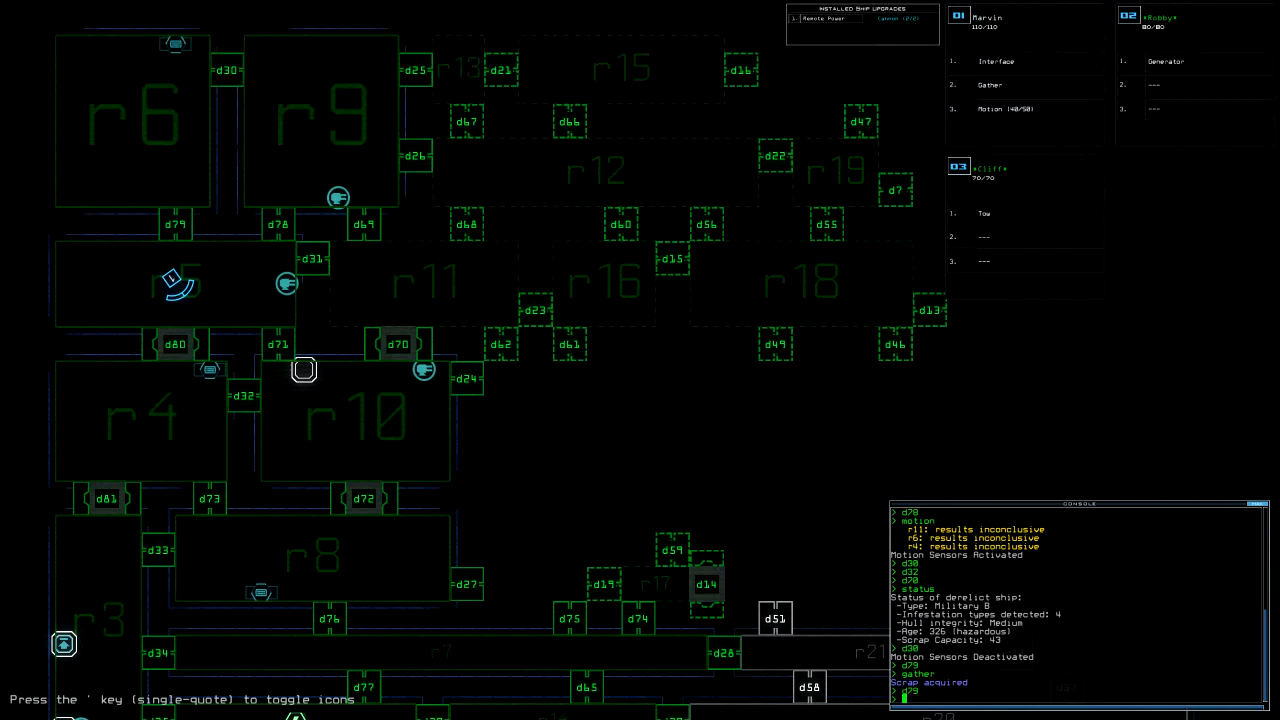 INSTALLED SHIP UPGRADES
1. Remote Power Cannon (2/2)
01 Marvin
110/110
1. Interface
2. Gather
3. Motion (40/50)
02 *Robby*
80/80
1. Generator
2. ---
3. ---
03 *Cliff*
70/70
1. Tow
2. ---
3. ---
r6 d30 r9 d25 r13 d21 r15 d16
d67 d66 d47
d26 r12 d22 r19 d7
d79 d78 d69 d68 d60 d56 d55
r5 d31 r11 r16 d15 r18
d23 d13
d80 d71 d70 d62 d61 d49 d46
r4 d32 r10 d24
d81 d73 d72
d33 r8 d27 d59
d19 r17 d14
r3 d76 d75 d74 d51
d34 r7 d28 r21
d77 d65 d58
Press the ' key (single-quote) to toggle icons
CONSOLE
> d78
> motion
r11: results inconclusive
r6: results inconclusive
r4: results inconclusive
Motion Sensors Activated
> d30
> d32
> d70
> status
Status of derelict ship:
-Type: Military B
-Infestation types detected: 4
-Hull integrity: Medium
-Age: 326 (hazardous)
-Scrap Capacity: 43
> d30
Motion Sensors Deactivated
> d79
> gather
Scrap acquired
> d79
>